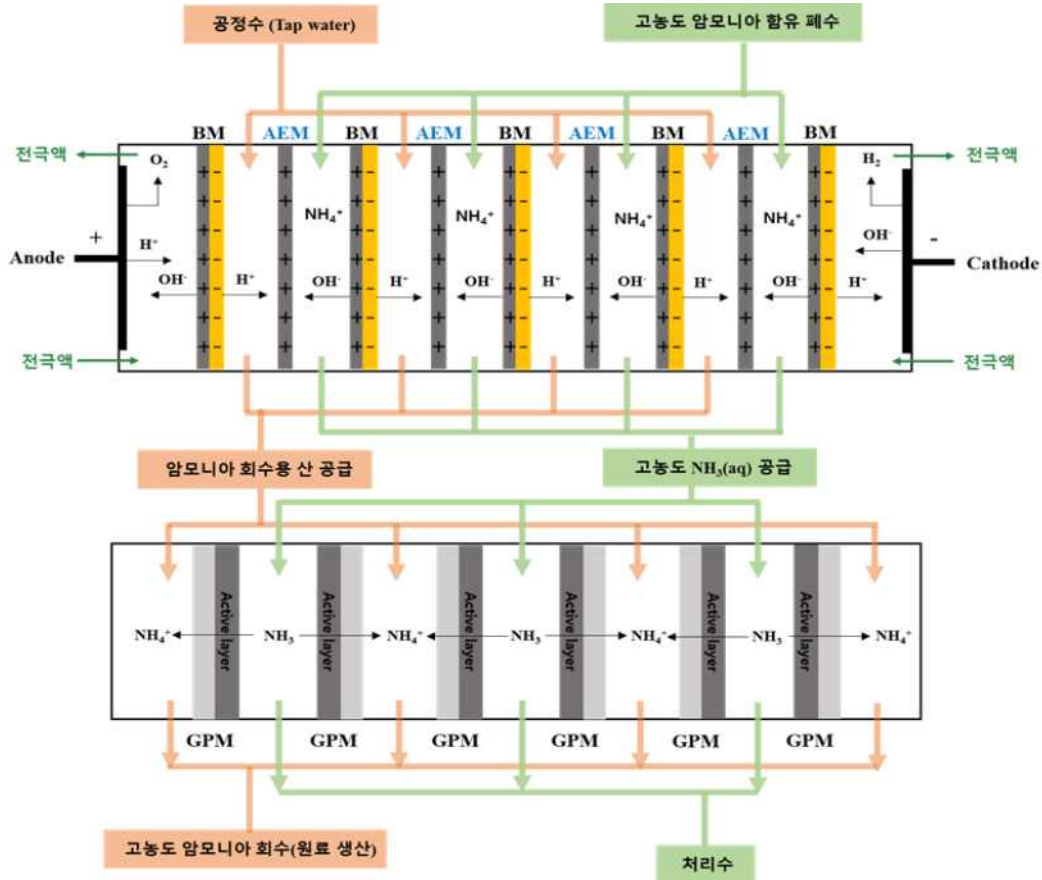 공정수 (Tap water)
고농도 암모니아 함유 폐수
BM AEM BM AEM BM AEM BM AEM BM
전극액 O₂ H₂ 전극액
+ + + + + + + + + + + + + + + + + + + + + + + + + + + + + + + + + + + + + + + + + + + + + + + + + + + + + + + + + + + + + + +
- - - - - - - - - - - - - - - - - - - - - - - - - - - - - - - - - - -
NH₄⁺ NH₄⁺ NH₄⁺ NH₄⁺
+ OH⁻ -
Anode H⁺ Cathode
OH⁻ H⁺ OH⁻ H⁺ OH⁻ H⁺ OH⁻ H⁺ OH⁻ H⁺
전극액 전극액
암모니아 회수용 산 공급
고농도 NH₃(aq) 공급
Active layer Active layer Active layer Active layer Active layer Active layer
NH₄⁺ NH₃ NH₄⁺ NH₃ NH₄⁺ NH₃ NH₄⁺
GPM GPM GPM GPM GPM GPM
고농도 암모니아 회수(원료 생산)
처리수